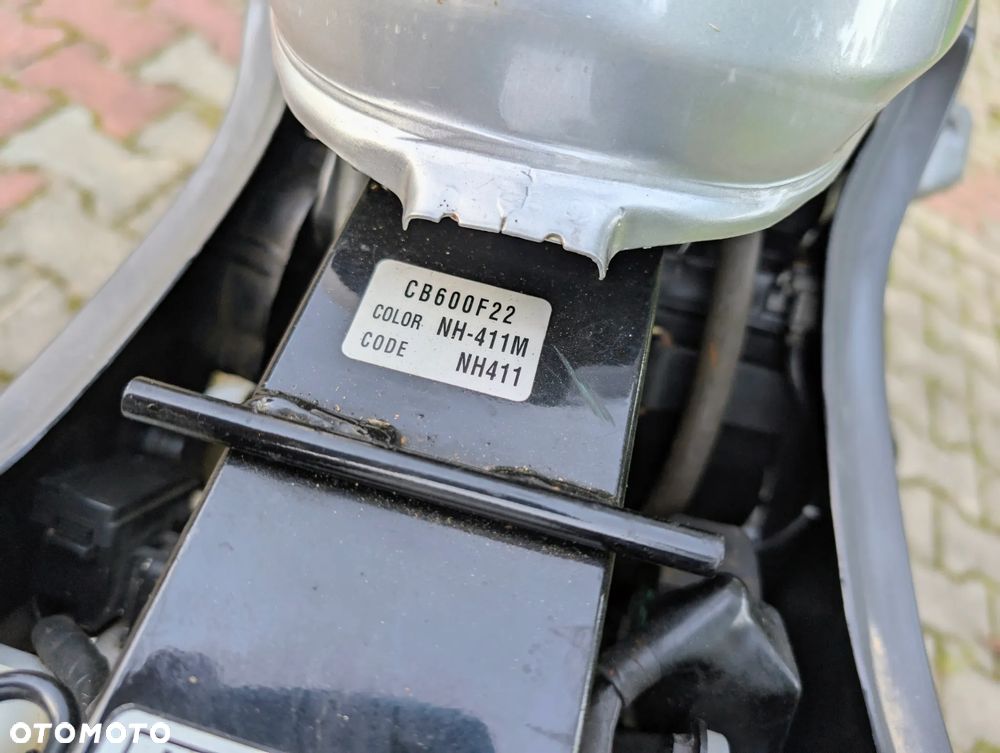 CB600F22
COLOR NH-411M
CODE NH411
OTOMOTO